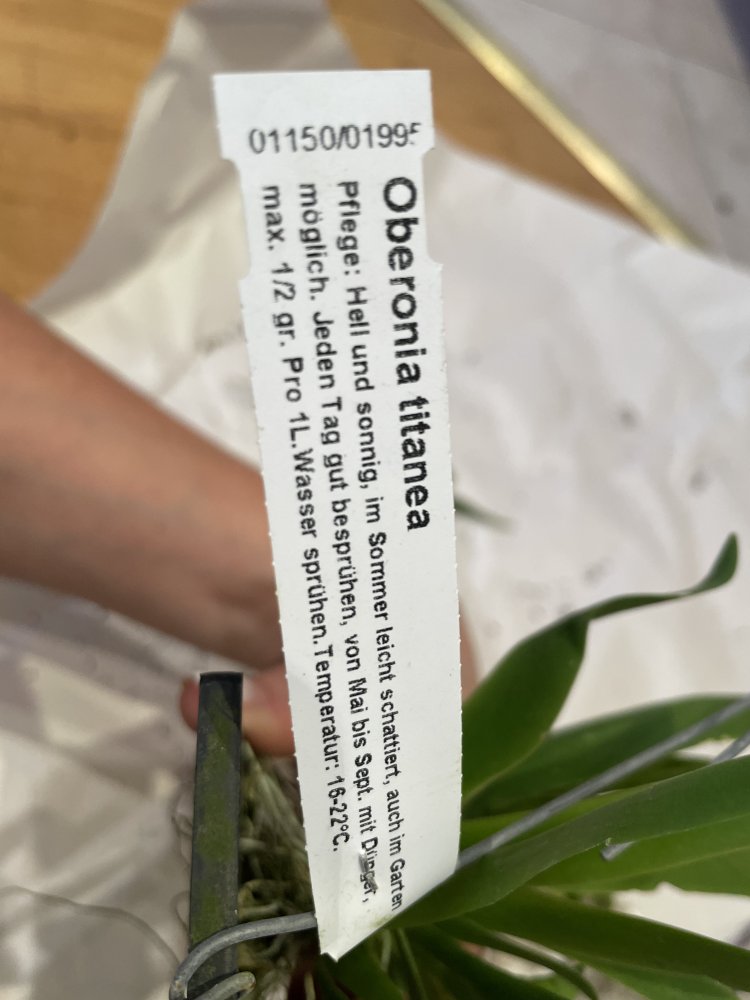 01150/01995
Oberonia titanea
Pflege: Hell und sonnig, im Sommer leicht schattiert, auch im Garten
möglich. Jeden Tag gut besprühen, von Mai bis Sept. mit Dünger,
max. 1/2 gr. Pro 1L.Wasser sprühen.Temperatur: 16-22°C.